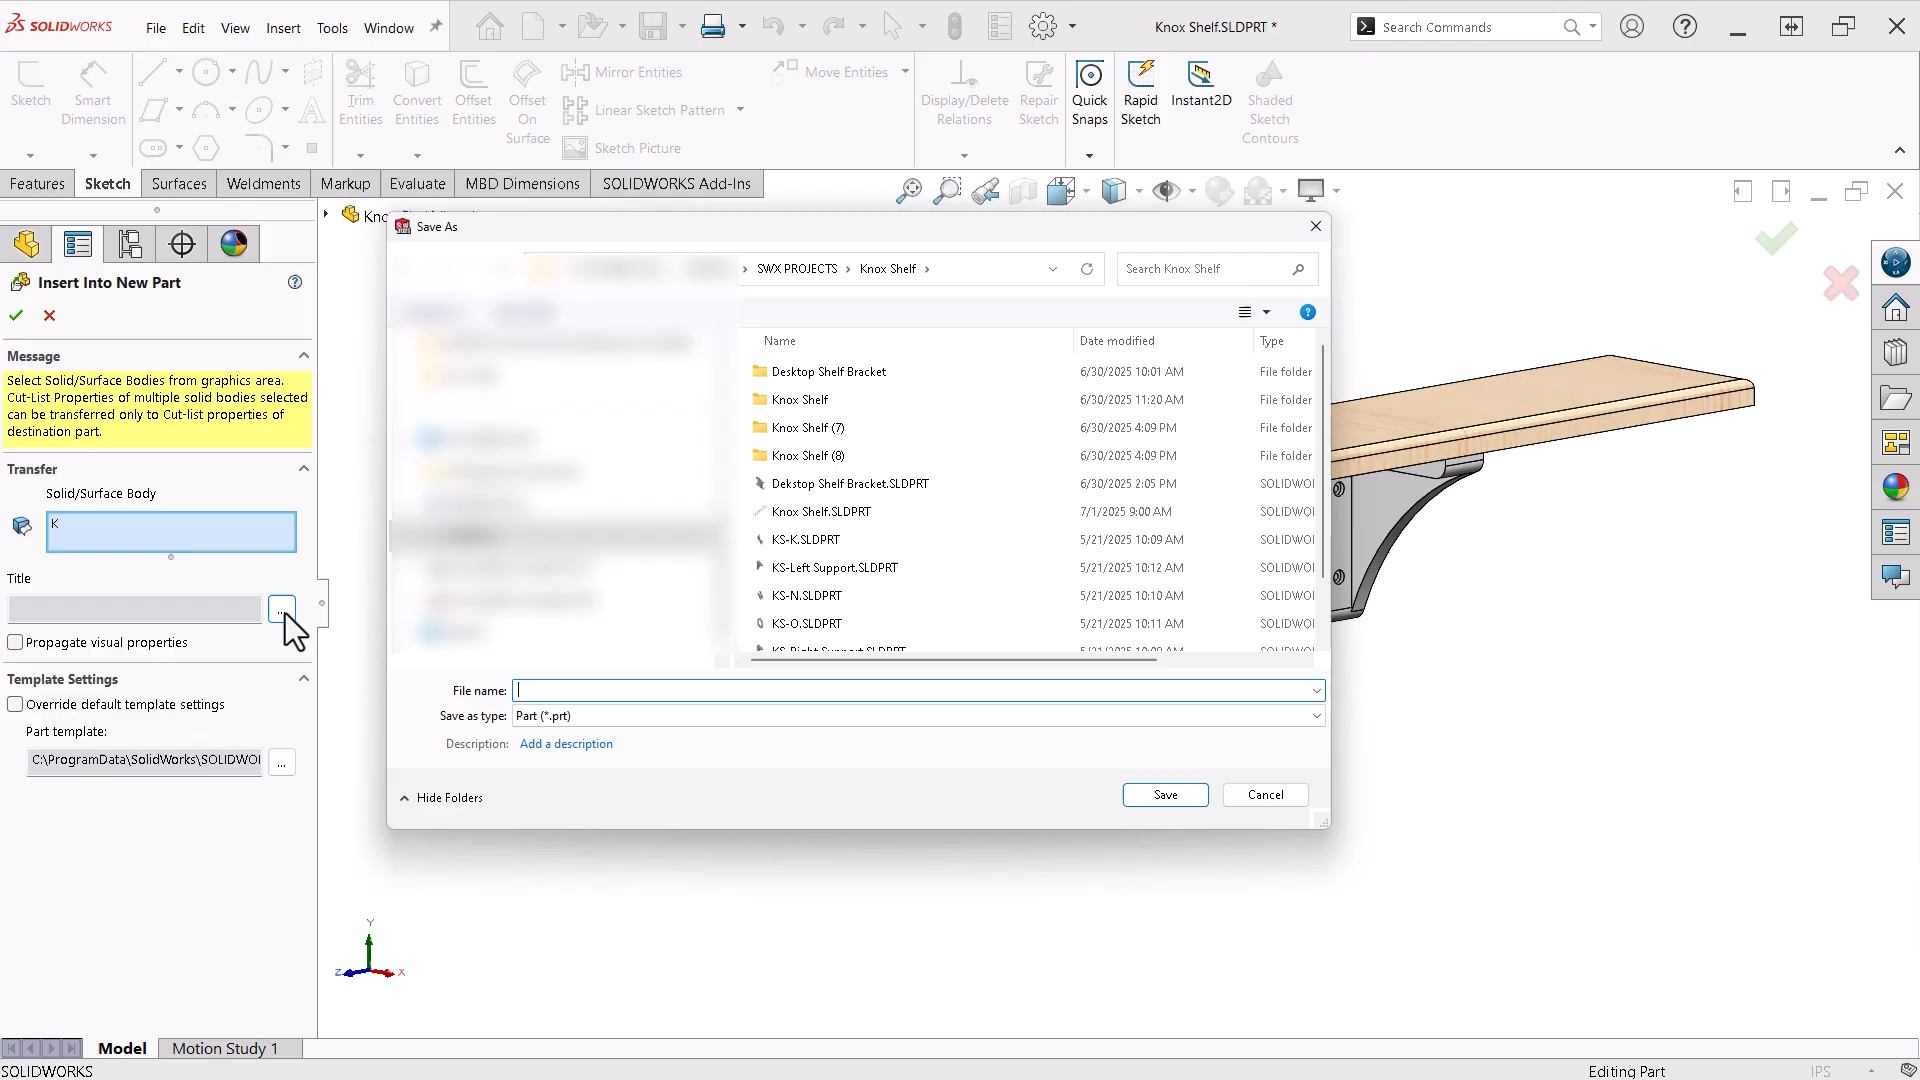 SOLIDWORKS
File Edit View Insert Tools Window
Knox Shelf.SLDPRT *
Search Commands
Sketch
Smart Dimension
Trim Entities
Convert Entities
Offset Entities
Offset On Surface
Mirror Entities
Linear Sketch Pattern
Sketch Picture
Move Entities
Display/Delete Relations
Repair Sketch
Quick Snaps
Rapid Sketch
Instant2D
Shaded Sketch Contours
Features Sketch Surfaces Weldments Markup Evaluate MBD Dimensions SOLIDWORKS Add-Ins
Insert Into New Part
Message
Select Solid/Surface Bodies from graphics area.
Cut-List Properties of multiple solid bodies selected
can be transferred only to Cut-list properties of
destination part.
Transfer
Solid/Surface Body
K
Title
...
Propagate visual properties
Template Settings
Override default template settings
Part template:
C:\ProgramData\SolidWorks\SOLIDWOI
...
Save As
SWX PROJECTS > Knox Shelf >
Search Knox Shelf
Name Date modified Type
Desktop Shelf Bracket 6/30/2025 10:01 AM File folder
Knox Shelf 6/30/2025 11:20 AM File folder
Knox Shelf (7) 6/30/2025 4:09 PM File folder
Knox Shelf (8) 6/30/2025 4:09 PM File folder
Dekstop Shelf Bracket.SLDPRT 6/30/2025 2:05 PM SOLIDWO
Knox Shelf.SLDPRT 7/1/2025 9:00 AM SOLIDWO
KS-K.SLDPRT 5/21/2025 10:09 AM SOLIDWO
KS-Left Support.SLDPRT 5/21/2025 10:12 AM SOLIDWO
KS-N.SLDPRT 5/21/2025 10:10 AM SOLIDWO
KS-O.SLDPRT 5/21/2025 10:11 AM SOLIDWO
File name:
Save as type: Part (*.prt)
Description: Add a description
Hide Folders
Save
Cancel
Y
Z
X
Model Motion Study 1
SOLIDWORKS
Editing Part
IPS